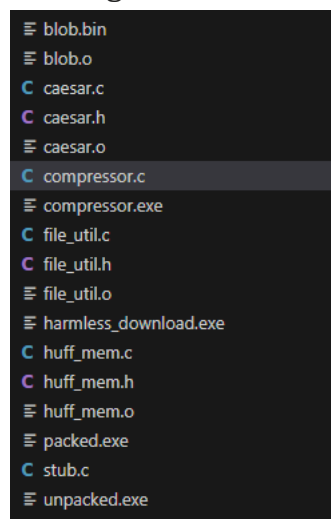 blob.bin
blob.o
C caesar.c
C caesar.h
caesar.o
C compressor.c
compressor.exe
C file_util.c
C file_util.h
file_util.o
harmless_download.exe
C huff_mem.c
C huff_mem.h
huff_mem.o
packed.exe
C stub.c
unpacked.exe